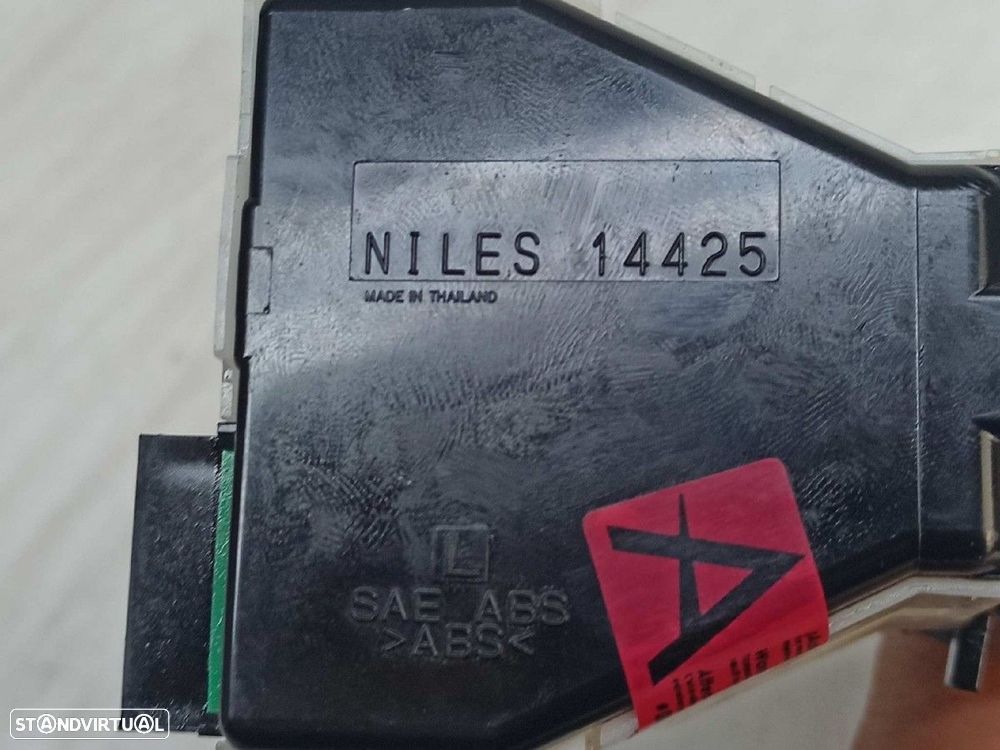 NILES 14425
MADE IN THAILAND
L
SAE ABS
>ABS<
A
STANDVIRTUAL